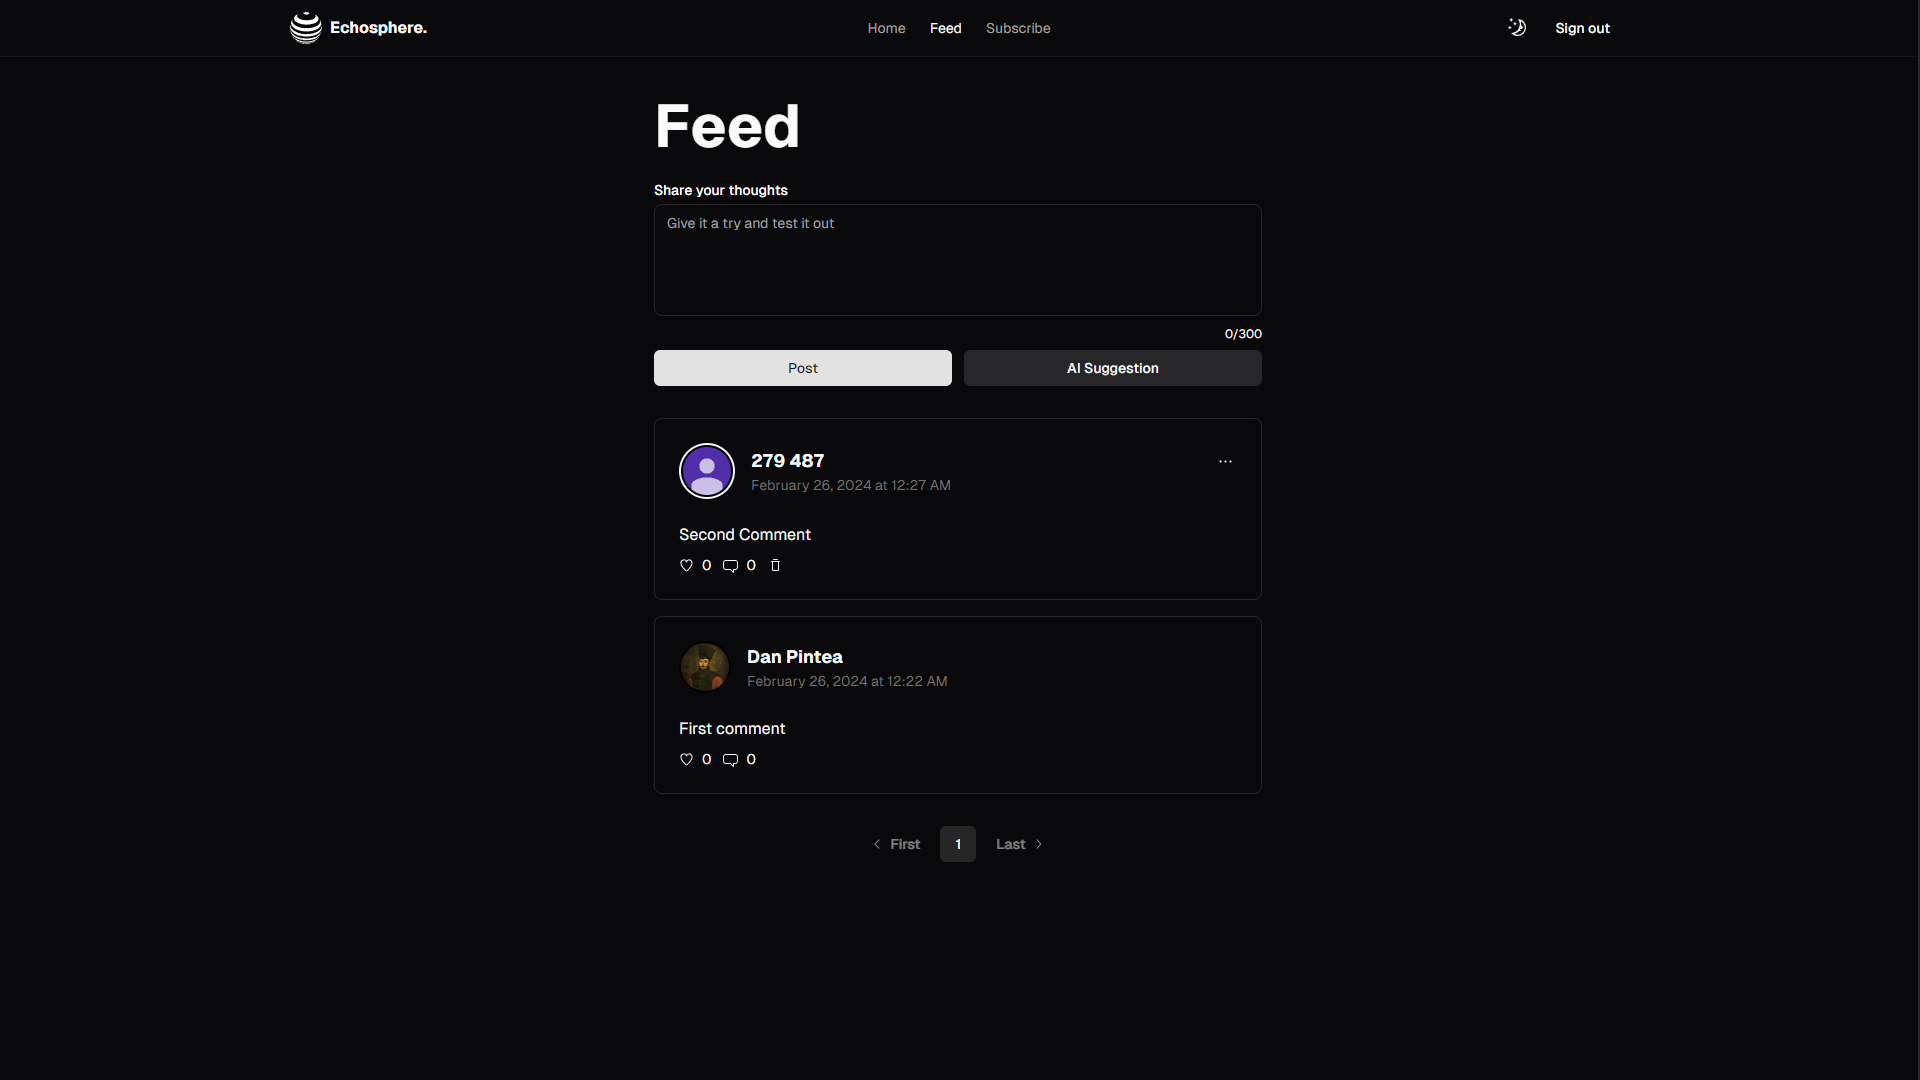 Echosphere.
Home Feed Subscribe
Sign out
Feed
Share your thoughts
Give it a try and test it out
0/300
Post AI Suggestion
279 487
...
February 26, 2024 at 12:27 AM
Second Comment
0 0
Dan Pintea
February 26, 2024 at 12:22 AM
First comment
0 0
First 1 Last